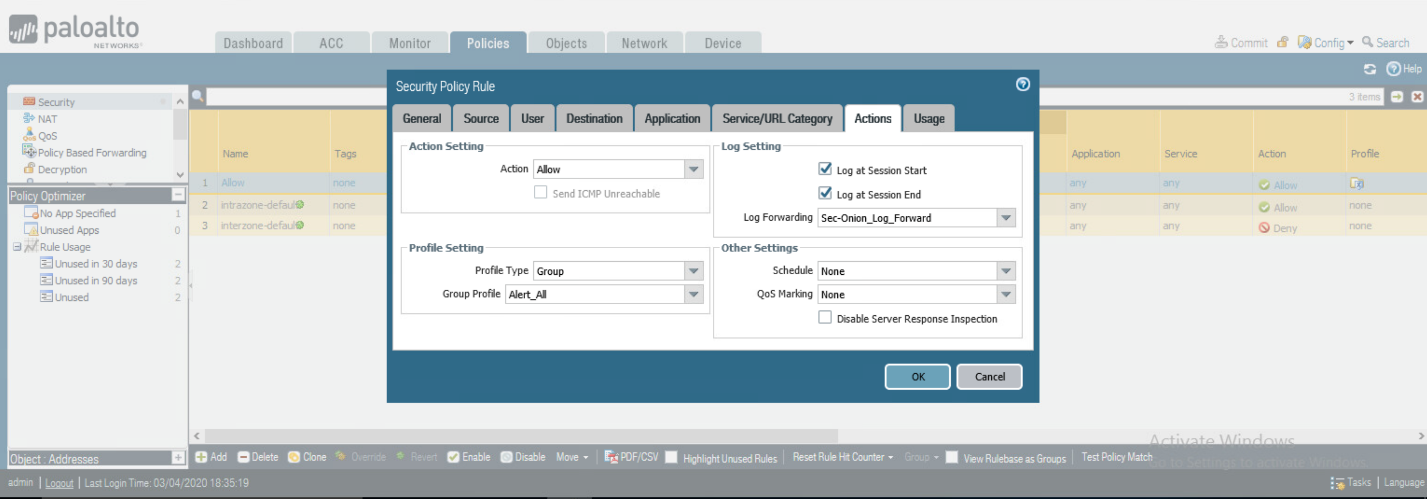 paloalto
NETWORKS®
Dashboard ACC Monitor Policies Objects Network Device
Commit Config Search
Help
Security
NAT
QoS
Policy Based Forwarding
Decryption
Policy Optimizer
No App Specified 1
Unused Apps 0
Rule Usage
Unused in 30 days 2
Unused in 90 days 2
Unused 2
Object : Addresses
3 items
Name Tags Application Service Action Profile
1 Allow none any any Allow
2 intrazone-default none any any Allow none
3 interzone-default none any any Deny none
Security Policy Rule
General Source User Destination Application Service/URL Category Actions Usage
Action Setting
Action Allow
Send ICMP Unreachable
Profile Setting
Profile Type Group
Group Profile Alert_All
Log Setting
Log at Session Start
Log at Session End
Log Forwarding Sec-Onion_Log_Forward
Other Settings
Schedule None
QoS Marking None
Disable Server Response Inspection
OK Cancel
Activate Windows
Go to Settings to activate Windows.
Add Delete Clone Override Revert Enable Disable Move PDF/CSV Highlight Unused Rules Reset Rule Hit Counter Group View Rulebase as Groups Test Policy Match
admin | Logout | Last Login Time: 03/04/2020 18:35:19
Tasks | Language